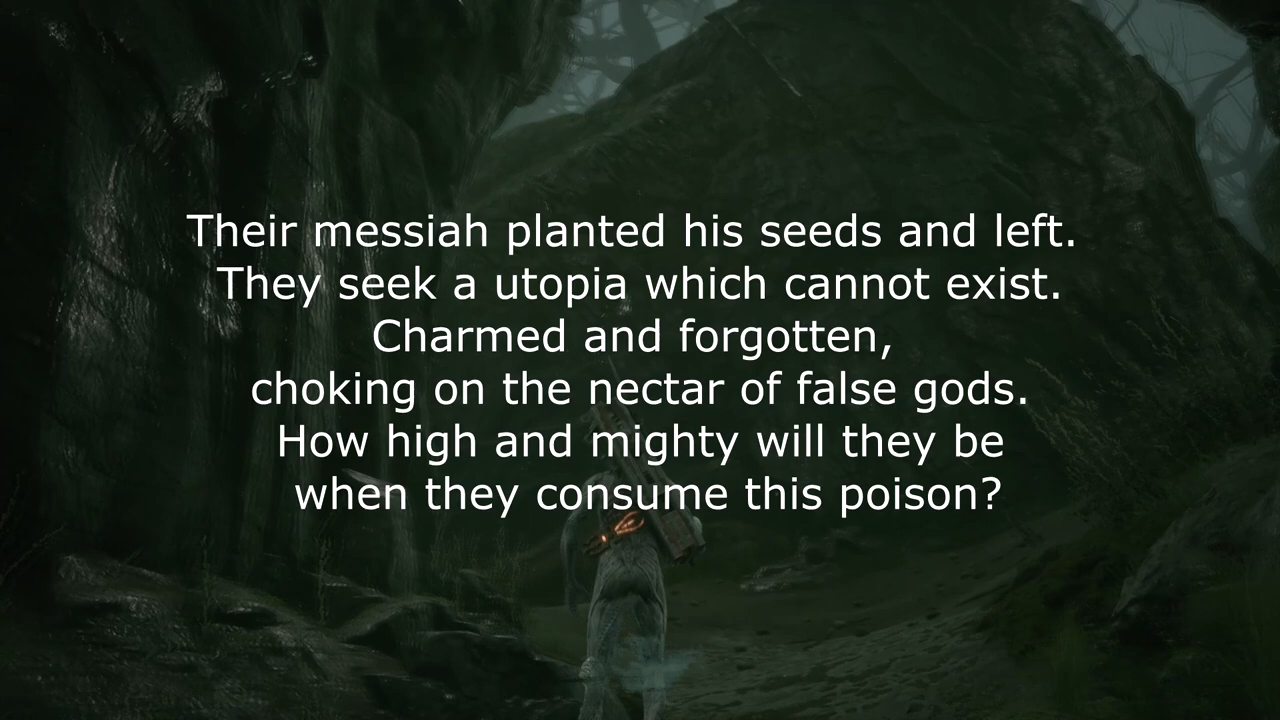 Their messiah planted his seeds and left.
They seek a utopia which cannot exist.
Charmed and forgotten,
choking on the nectar of false gods.
How high and mighty will they be
when they consume this poison?